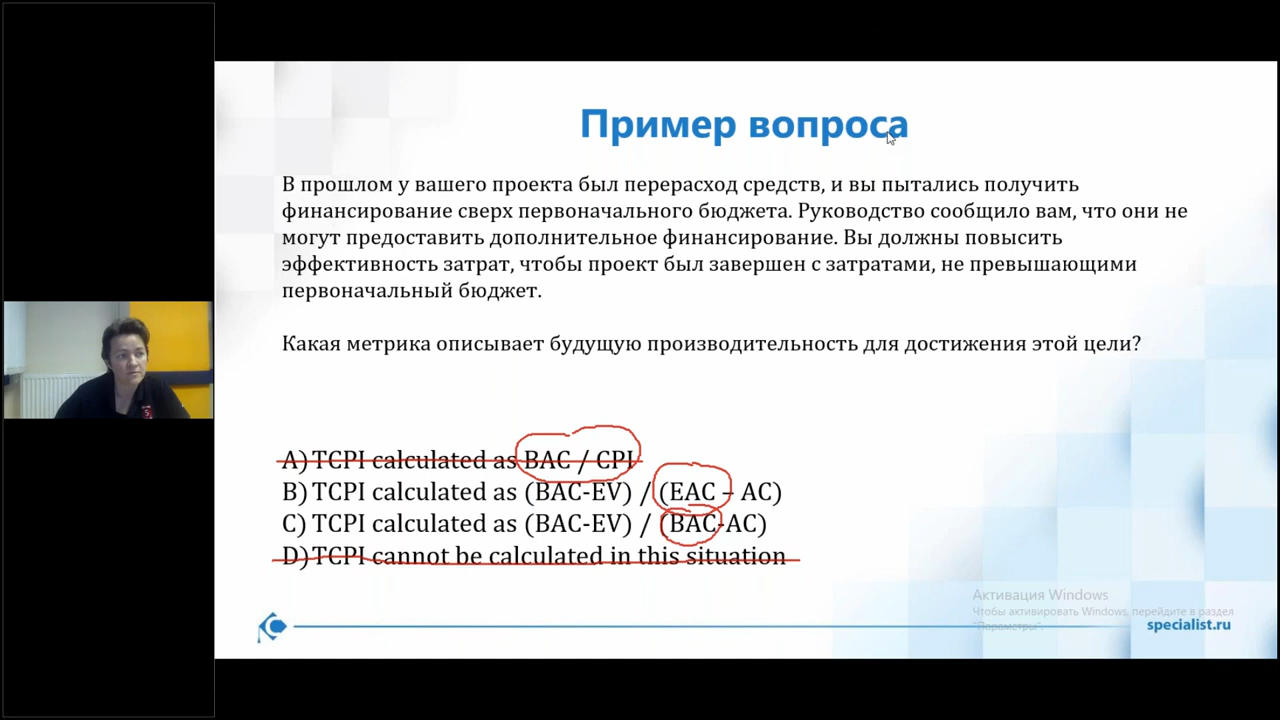 Пример вопроса
В прошлом у вашего проекта был перерасход средств, и вы пытались получить
финансирование сверх первоначального бюджета. Руководство сообщило вам, что они не
могут предоставить дополнительное финансирование. Вы должны повысить
эффективность затрат, чтобы проект был завершен с затратами, не превышающими
первоначальный бюджет.
Какая метрика описывает будущую производительность для достижения этой цели?
A) TCPI calculated as BAC / CPI
B) TCPI calculated as (BAC-EV) / (EAC – AC)
C) TCPI calculated as (BAC-EV) / (BAC-AC)
D) TCPI cannot be calculated in this situation
Активация Windows
Чтобы активировать Windows, перейдите в раздел
"Параметры".
specialist.ru